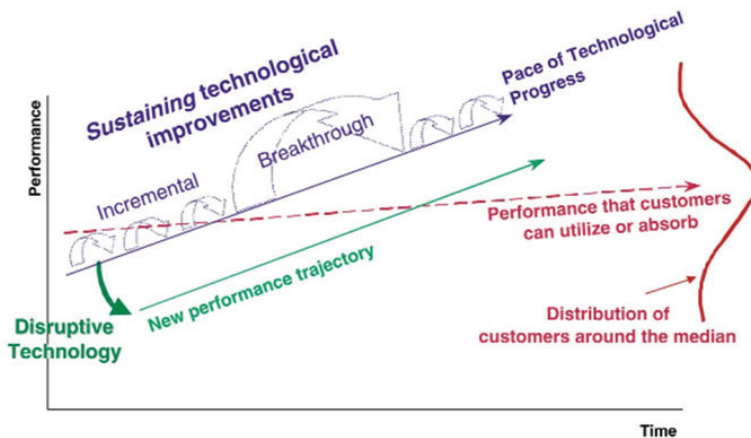 Sustaining technological
improvements
Pace of Technological
Progress
Performance
Breakthrough
Incremental
Performance that customers
can utilize or absorb
New performance trajectory
Disruptive
Technology
Distribution of
customers around the median
Time